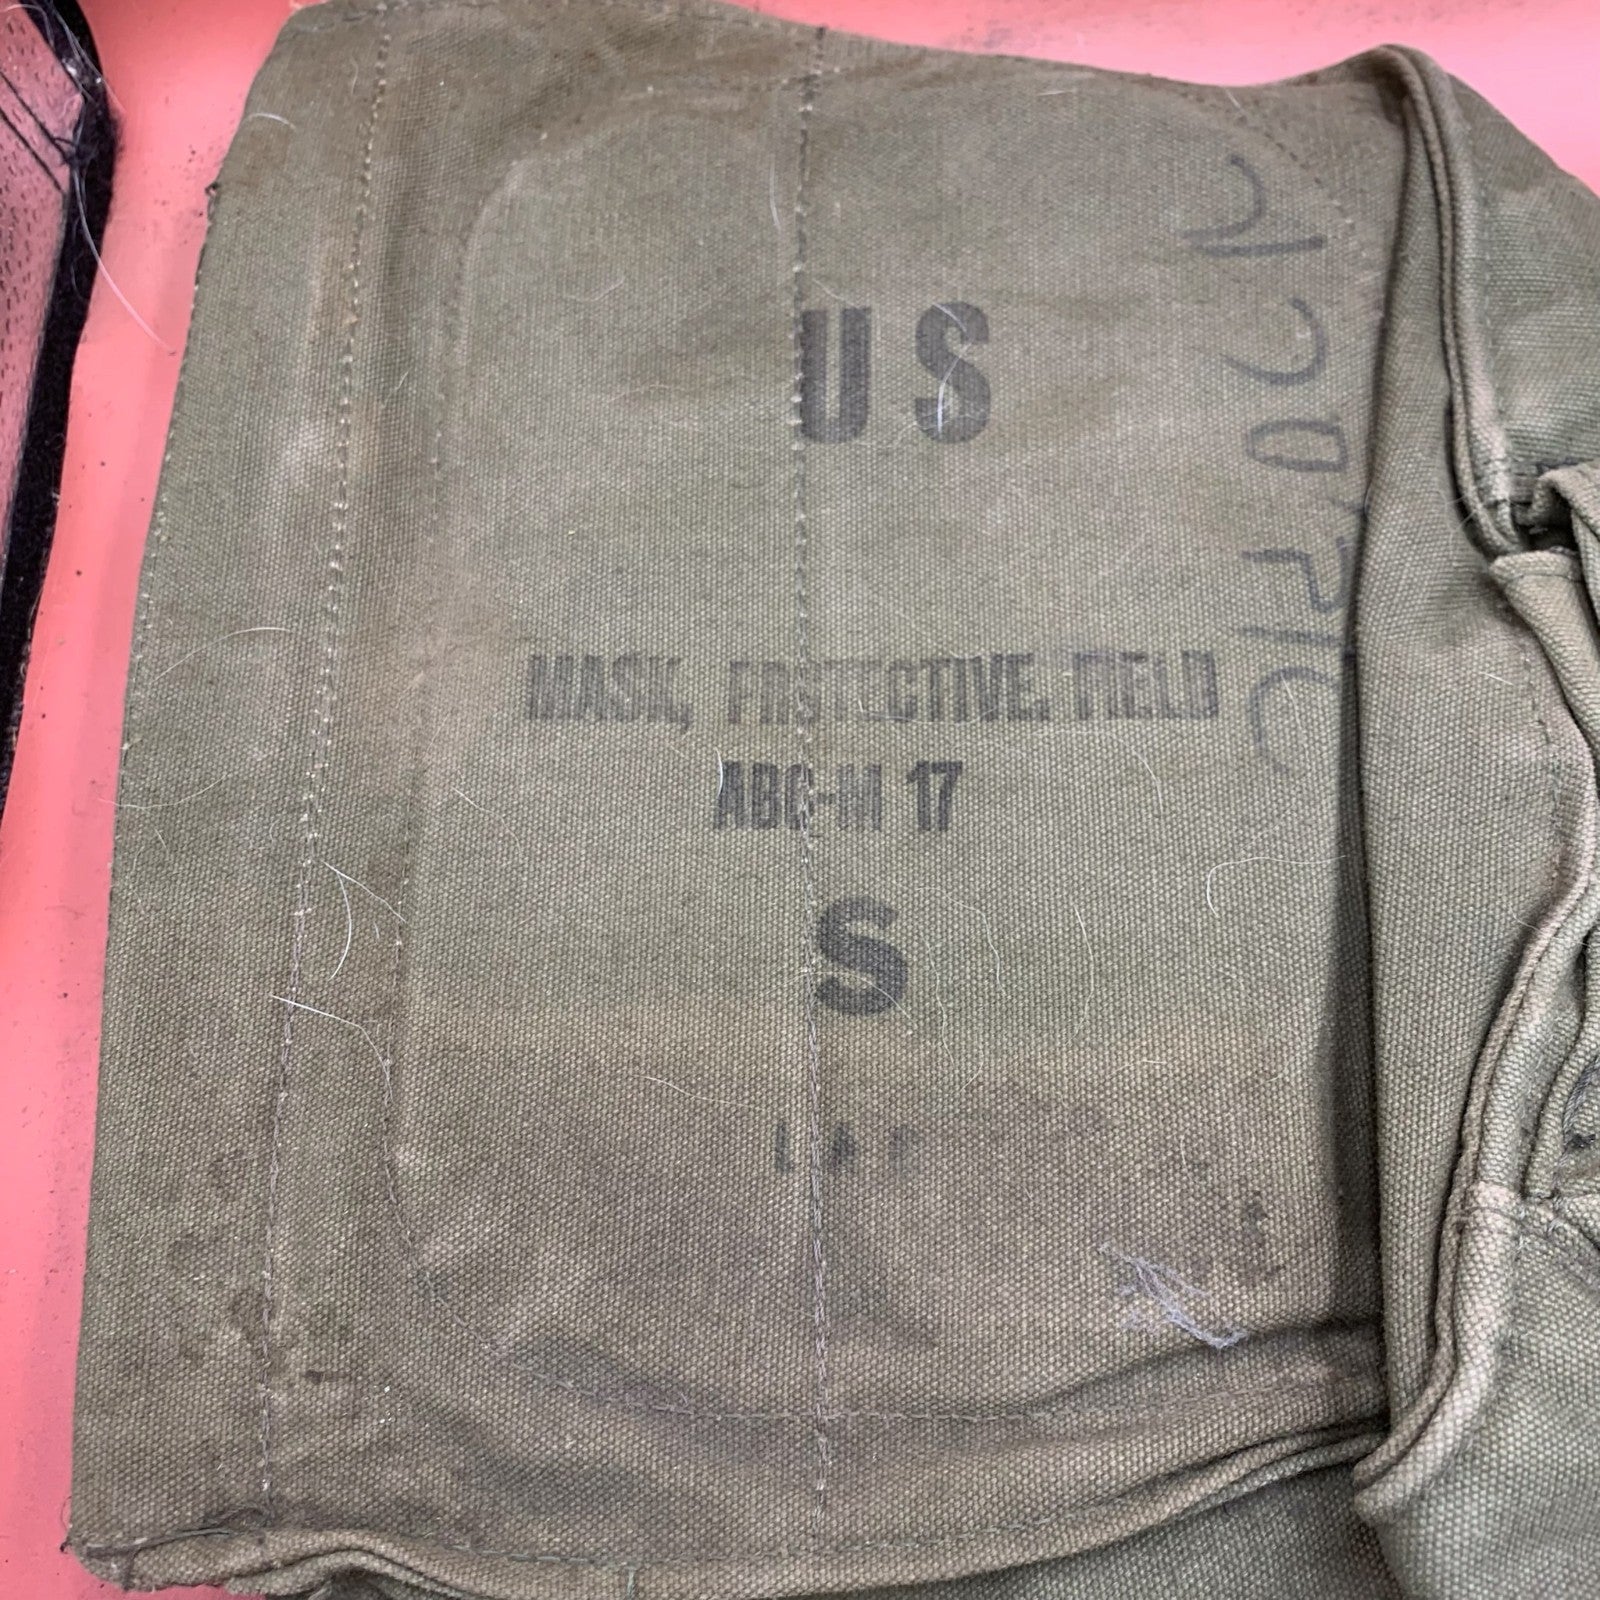 US
MASK, PROTECTIVE, FIELD
ABC-M 17
S